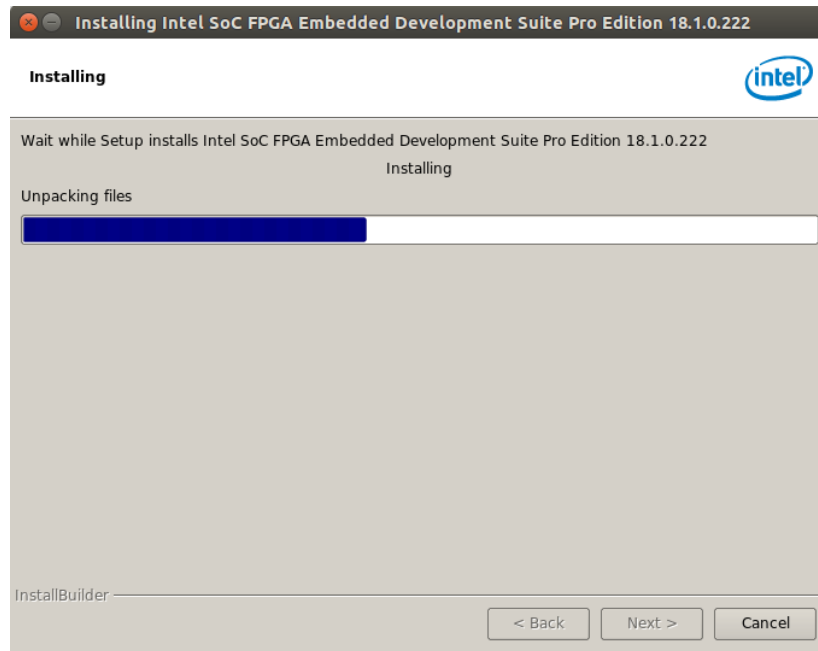 Installing Intel SoC FPGA Embedded Development Suite Pro Edition 18.1.0.222
Installing
intel
Wait while Setup installs Intel SoC FPGA Embedded Development Suite Pro Edition 18.1.0.222
Installing
Unpacking files
InstallBuilder
< Back Next > Cancel